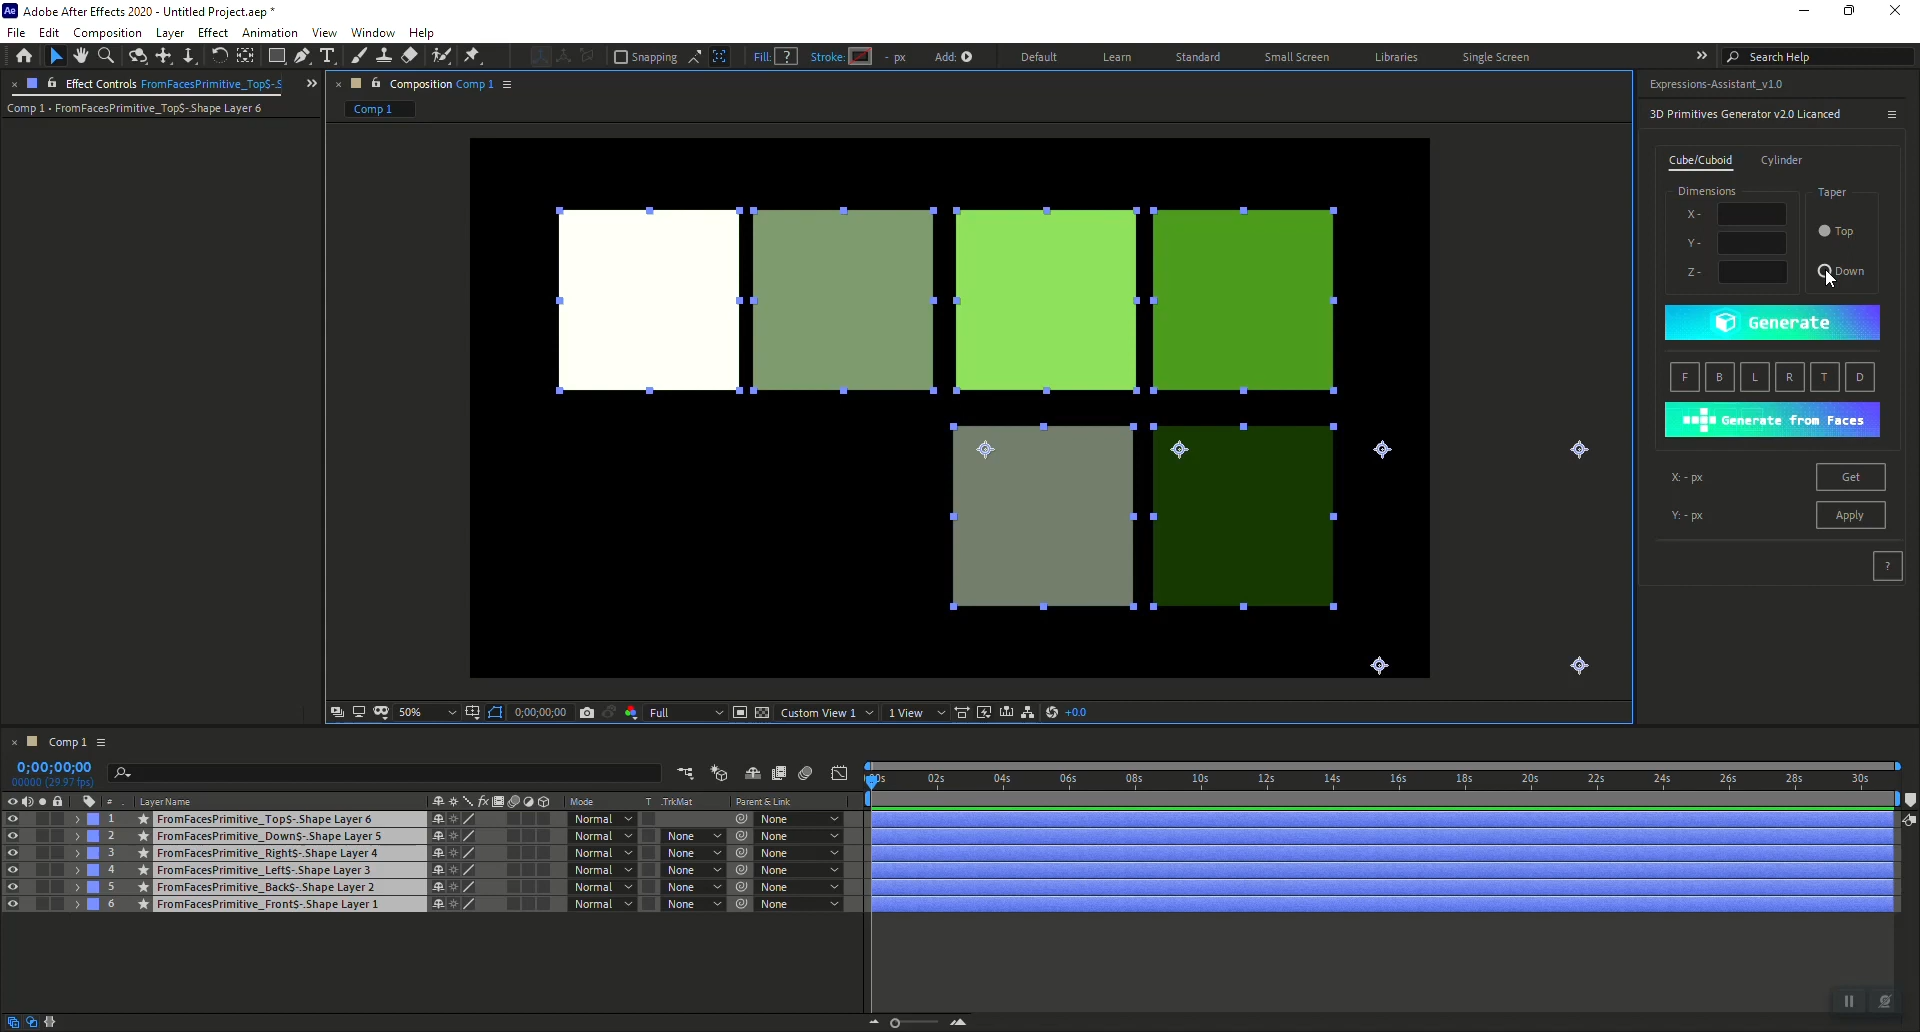 Ae Adobe After Effects 2020 - Untitled Project.aep *
File Edit Composition Layer Effect Animation View Window Help
Snapping Fill: ? Stroke: - px Add: Default Learn Standard Small Screen Libraries Single Screen Search Help
Effect Controls FromFacesPrimitive_Top$-.S
Comp 1 • FromFacesPrimitive_Top$-.Shape Layer 6
Composition Comp 1
Comp 1
Expressions-Assistant_v1.0
3D Primitives Generator v2.0 Licanced
Cube/Cuboid Cylinder
Dimensions Taper
X -
Y -
Z -
Top
Down
Generate
F B L R T D
Generate from Faces
X: - px Get
Y: - px Apply
?
50% 0;00;00;00 Full Custom View 1 1 View +0.0
Comp 1
0;00;00;00
00000 (29.97 fps)
00s 02s 04s 06s 08s 10s 12s 14s 16s 18s 20s 22s 24s 26s 28s 30s
# . Layer Name fx Mode T .TrkMat Parent & Link
1 FromFacesPrimitive_Top$-.Shape Layer 6 Normal None
2 FromFacesPrimitive_Down$-.Shape Layer 5 Normal None None
3 FromFacesPrimitive_Right$-.Shape Layer 4 Normal None None
4 FromFacesPrimitive_Left$-.Shape Layer 3 Normal None None
5 FromFacesPrimitive_Back$-.Shape Layer 2 Normal None None
6 FromFacesPrimitive_Front$-.Shape Layer 1 Normal None None